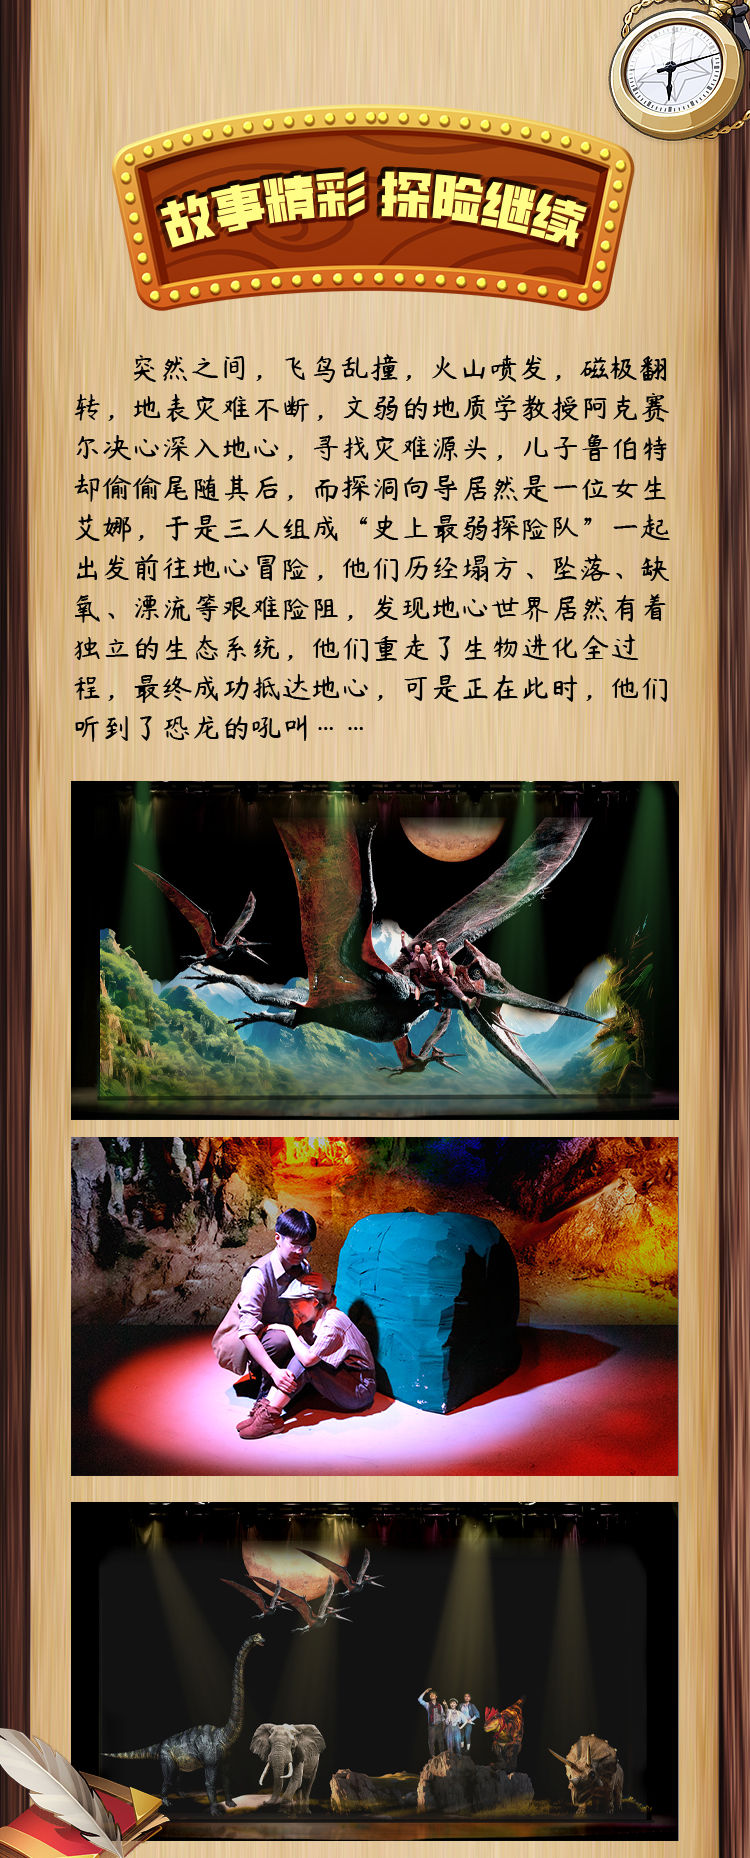 故事精彩 探险继续
突然之间，飞鸟乱撞，火山喷发，磁极翻
转，地表灾难不断，文弱的地质学教授阿克赛
尔决心深入地心，寻找灾难源头，儿子鲁伯特
却偷偷尾随其后，而探洞向导居然是一位女生
艾娜，于是三人组成“史上最弱探险队”一起
出发前往地心冒险，他们历经塌方、坠落、缺
氧、漂流等艰难险阻，发现地心世界居然有着
独立的生态系统，他们重走了生物进化全过
程，最终成功抵达地心，可是正在此时，他们
听到了恐龙的吼叫……